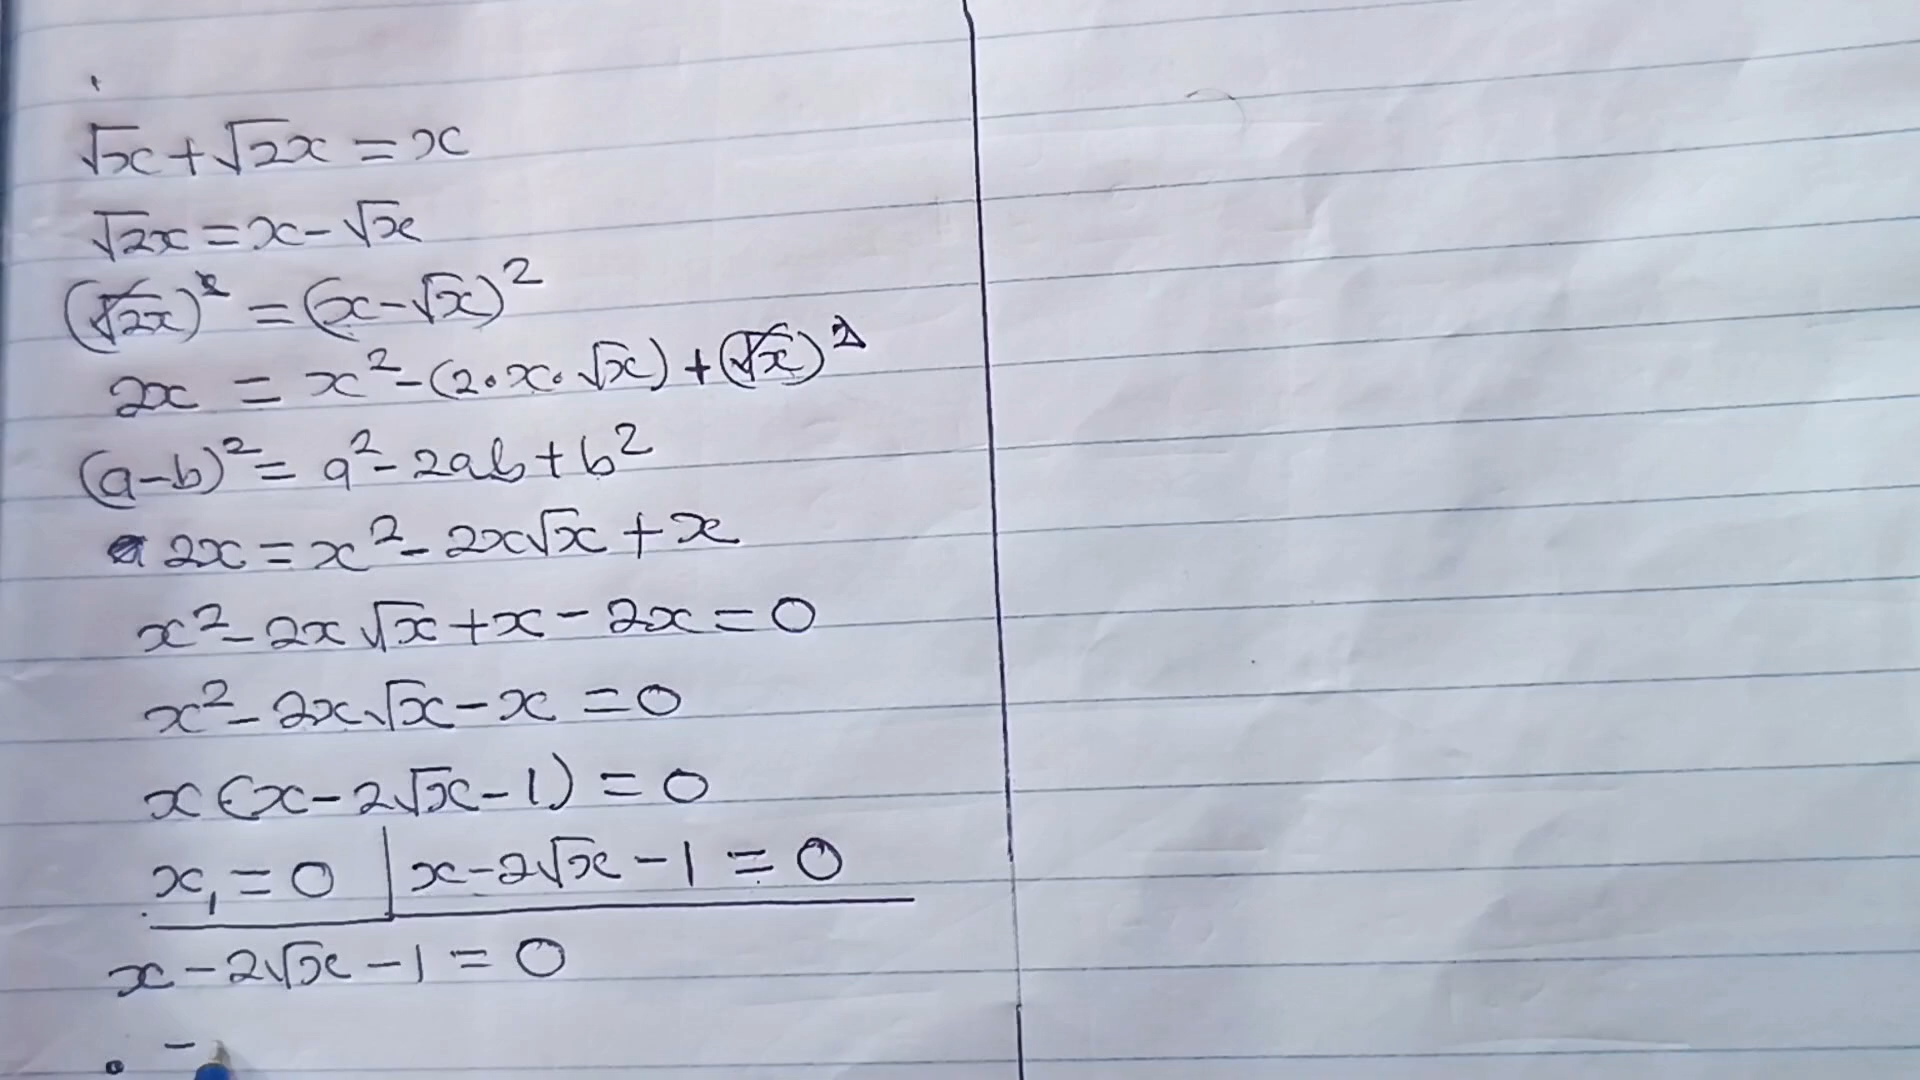 √x + √2x = x
√2x = x - √x
(√2x)² = (x - √x)²
2x = x² - (2·x·√x) + (√x)²
(a-b)² = a² - 2ab + b²
2x = x² - 2x√x + x
x² - 2x√x + x - 2x = 0
x² - 2x√x - x = 0
x(x - 2√x - 1) = 0
x₁ = 0 | x - 2√x - 1 = 0
x - 2√x - 1 = 0
-